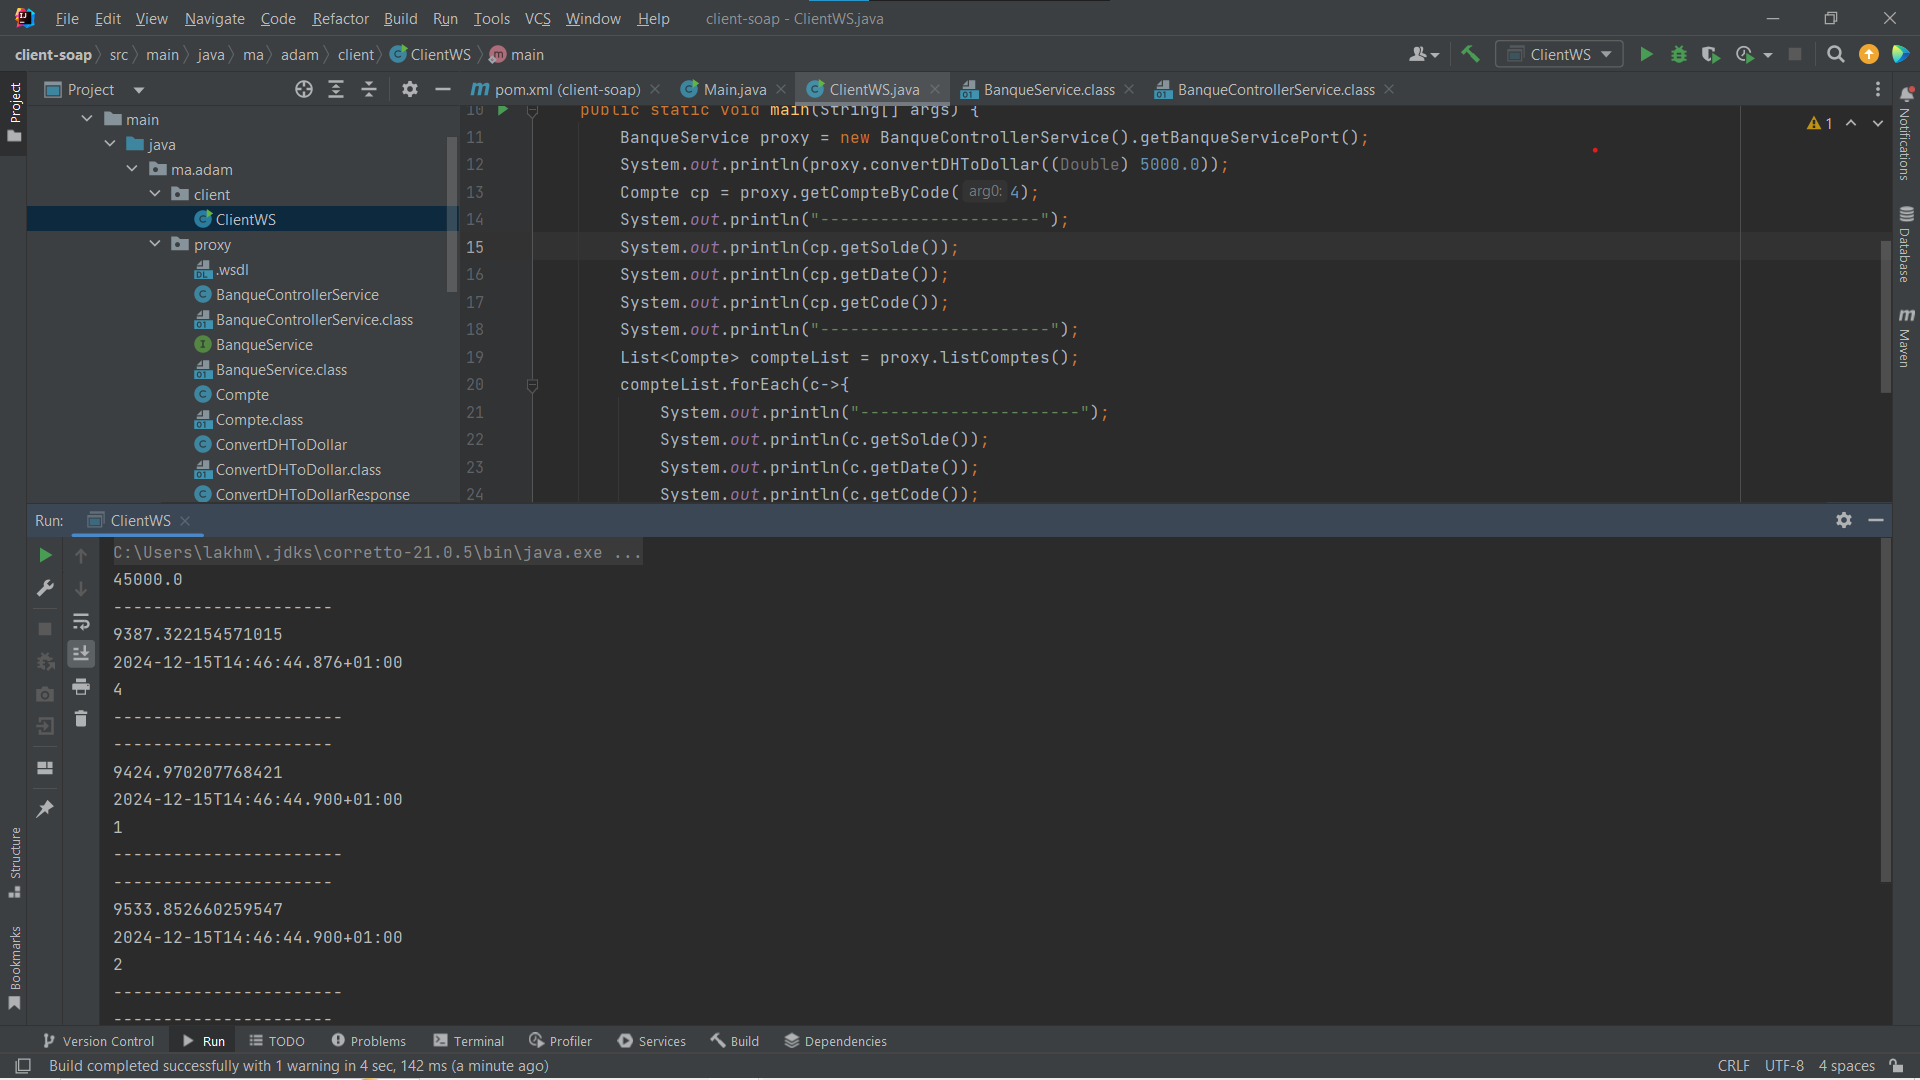 File Edit View Navigate Code Refactor Build Run Tools VCS Window Help client-soap - ClientWS.java
client-soap src main java ma adam client ClientWS main
ClientWS
Project
pom.xml (client-soap) Main.java ClientWS.java BanqueService.class BanqueControllerService.class
Project
main
java
ma.adam
client
ClientWS
proxy
.wsdl
BanqueControllerService
BanqueControllerService.class
BanqueService
BanqueService.class
Compte
Compte.class
ConvertDHToDollar
ConvertDHToDollar.class
ConvertDHToDollarResponse
10 public static void main(String[] args) {
11 BanqueService proxy = new BanqueControllerService().getBanqueServicePort();
12 System.out.println(proxy.convertDHToDollar((Double) 5000.0));
13 Compte cp = proxy.getCompteByCode( arg0: 4);
14 System.out.println("----------------------");
15 System.out.println(cp.getSolde());
16 System.out.println(cp.getDate());
17 System.out.println(cp.getCode());
18 System.out.println("-----------------------");
19 List<Compte> compteList = proxy.listComptes();
20 compteList.forEach(c->{
21 System.out.println("----------------------");
22 System.out.println(c.getSolde());
23 System.out.println(c.getDate());
24 System.out.println(c.getCode());
1
Notifications
Database
Maven
Run: ClientWS
C:\Users\lakhm\.jdks\corretto-21.0.5\bin\java.exe ...
45000.0
----------------------
9387.322154571015
2024-12-15T14:46:44.876+01:00
4
-----------------------
----------------------
9424.970207768421
2024-12-15T14:46:44.900+01:00
1
-----------------------
----------------------
9533.852660259547
2024-12-15T14:46:44.900+01:00
2
-----------------------
----------------------
Structure
Bookmarks
Version Control Run TODO Problems Terminal Profiler Services Build Dependencies
Build completed successfully with 1 warning in 4 sec, 142 ms (a minute ago) CRLF UTF-8 4 spaces